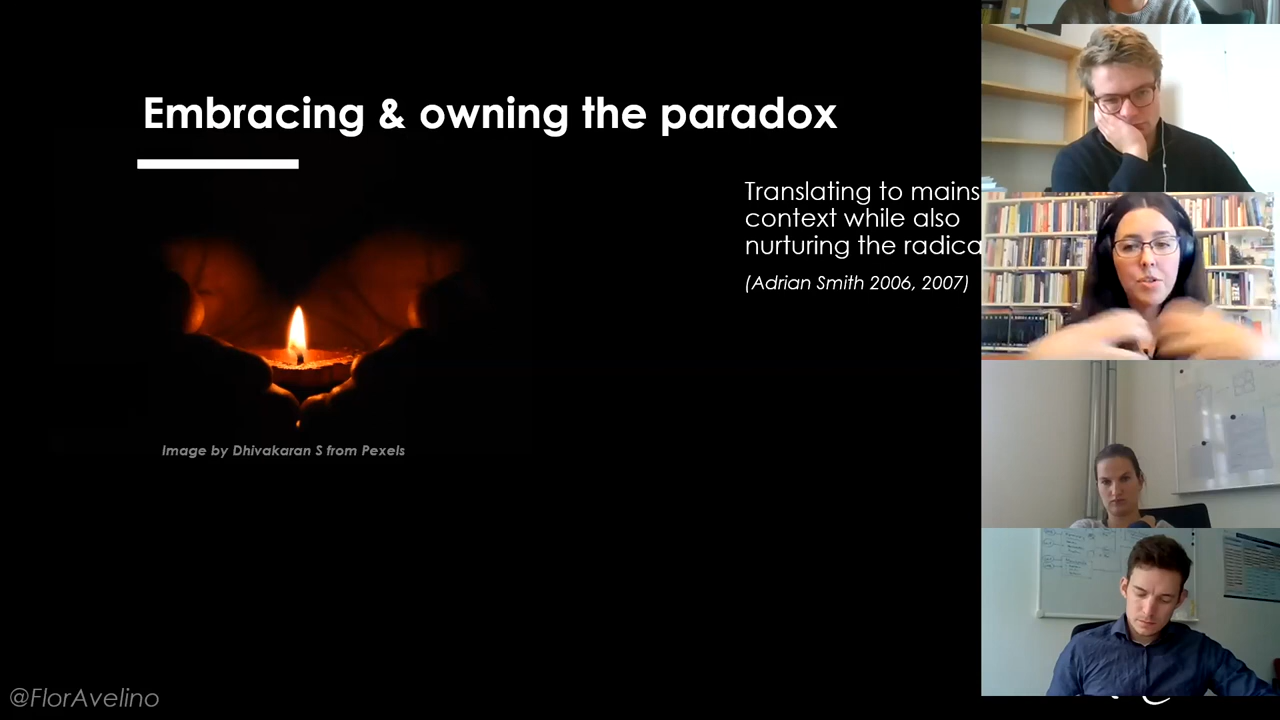 Embracing & owning the paradox
Translating to mains
context while also
nurturing the radica
(Adrian Smith 2006, 2007)
Image by Dhivakaran S from Pexels
@FlorAvelino